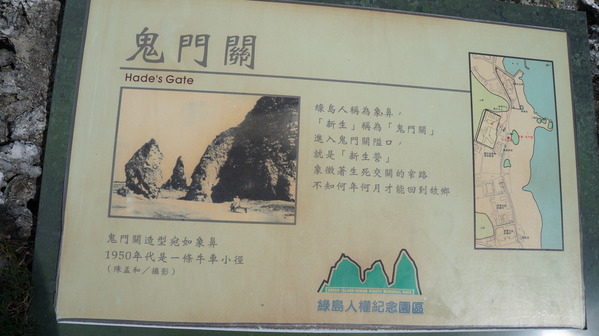 鬼門關
Hade's Gate
綠島人稱為象鼻，
「新生」稱為「鬼門關」
進入鬼門關隘口，
就是「新生營」
象徵著生死交關的窄路
不知何年何月才能回到故鄉
鬼門關造型宛如象鼻
1950年代是一條牛車小徑
（陳孟和／攝影）
綠島人權紀念園區